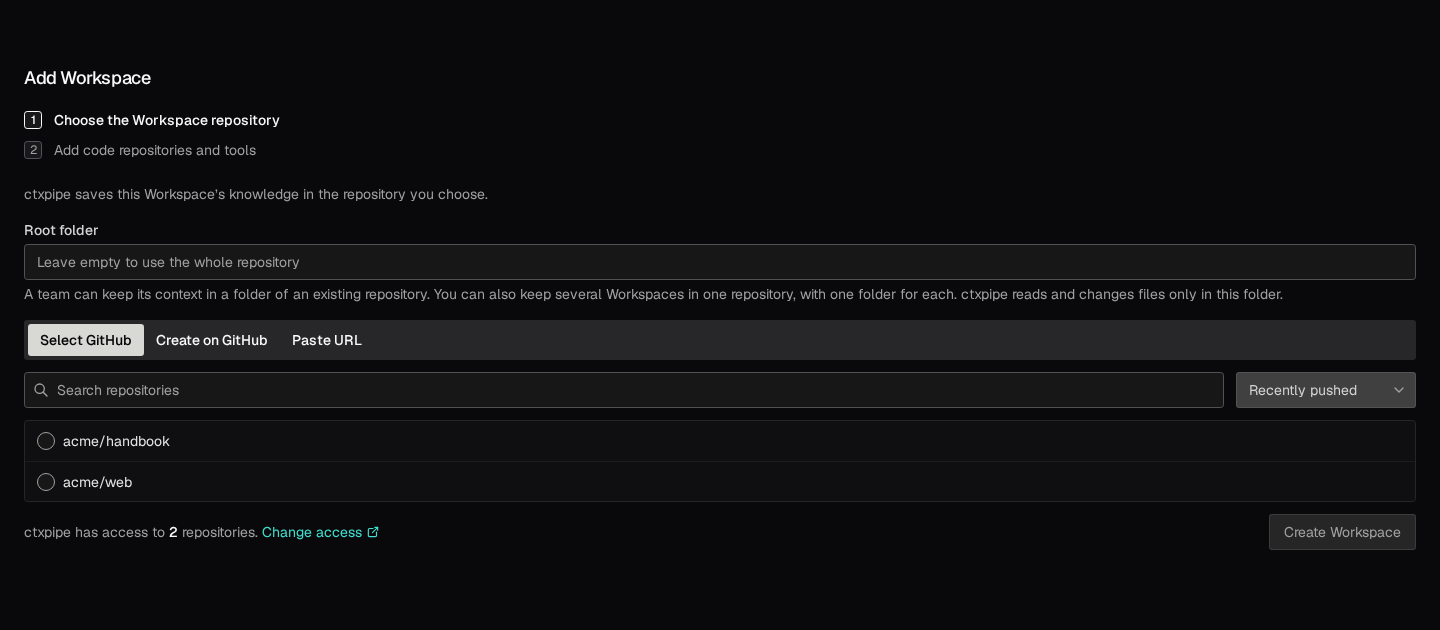 Add Workspace
1 Choose the Workspace repository
2 Add code repositories and tools
ctxpipe saves this Workspace's knowledge in the repository you choose.
Root folder
Leave empty to use the whole repository
A team can keep its context in a folder of an existing repository. You can also keep several Workspaces in one repository, with one folder for each. ctxpipe reads and changes files only in this folder.
Select GitHub Create on GitHub Paste URL
Search repositories Recently pushed
acme/handbook
acme/web
ctxpipe has access to 2 repositories. Change access Create Workspace